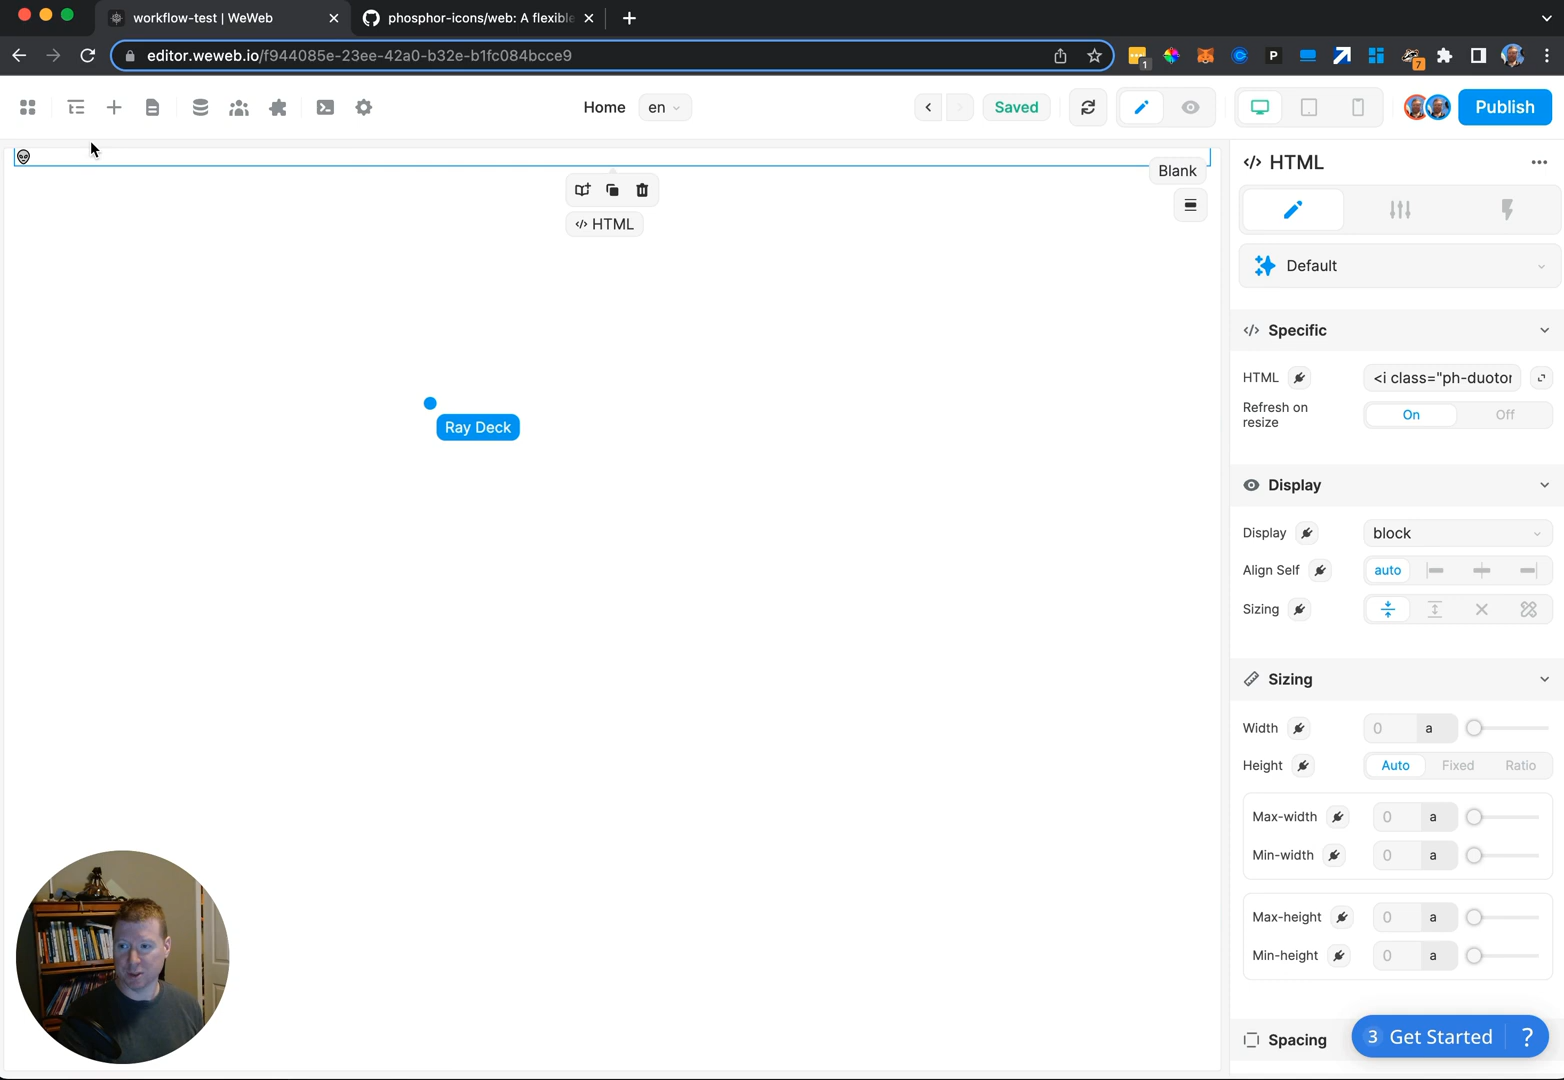 workflow-test | WeWeb
phosphor-icons/web: A flexible
editor.weweb.io/f944085e-23ee-42a0-b32e-b1fc084bcce9
1
P
7
Home
en
Saved
Publish
Blank
HTML
Ray Deck
HTML
Default
Specific
HTML
<i class="ph-duotor
Refresh on
resize
On
Off
Display
Display
block
Align Self
auto
Sizing
Sizing
Width
0
a
Height
Auto
Fixed
Ratio
Max-width
0
a
Min-width
0
a
Max-height
0
a
Min-height
0
a
Spacing
3
Get Started
?